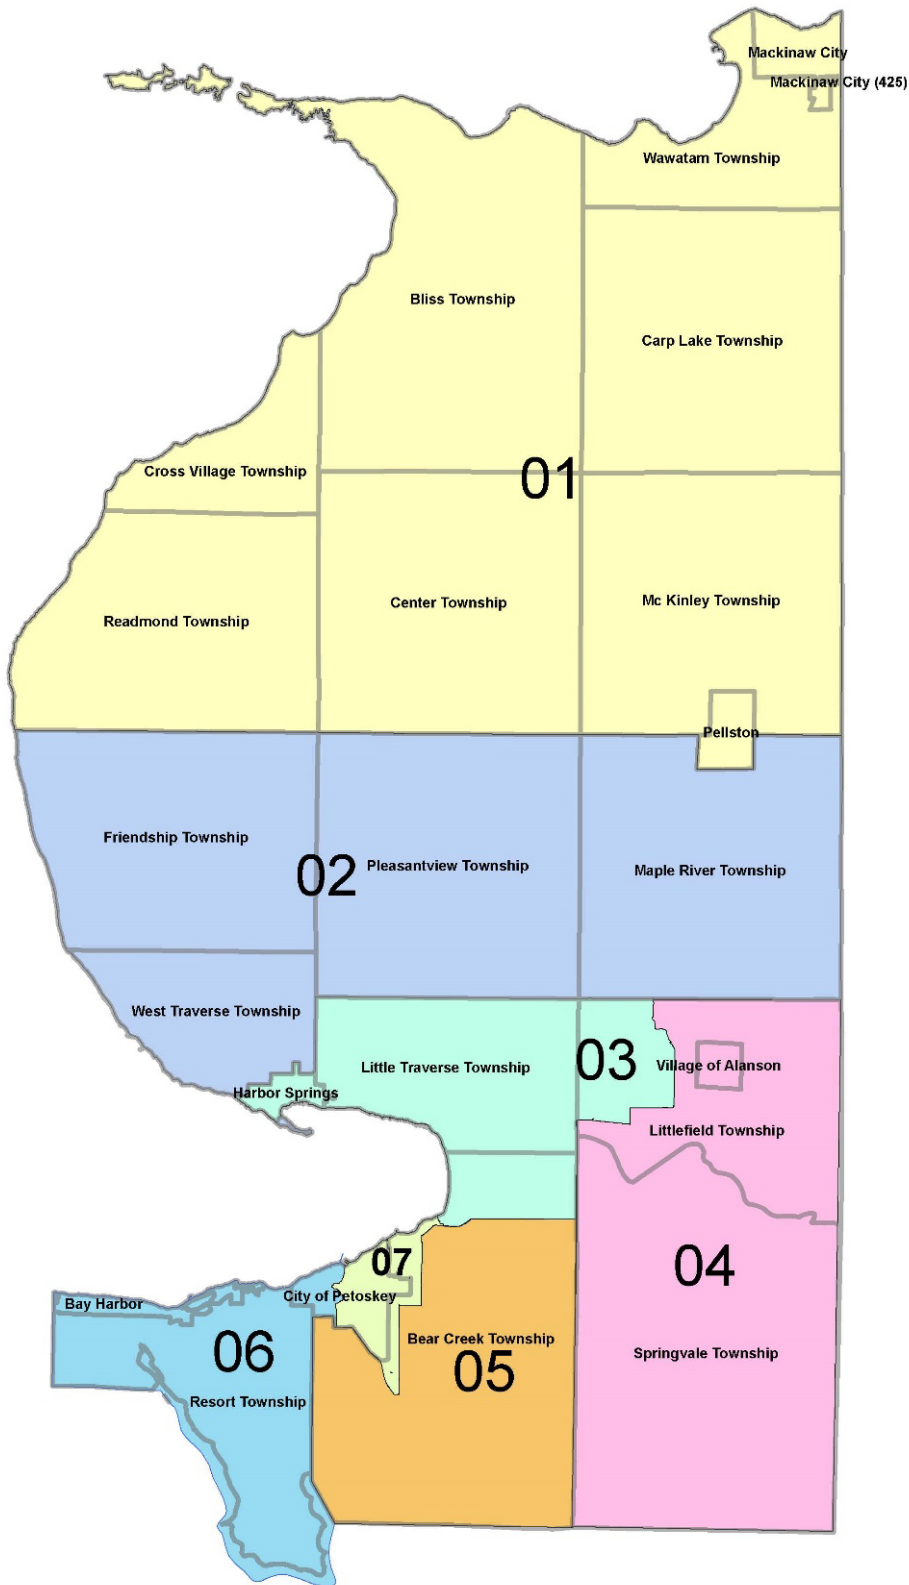 Mackinaw City
Mackinaw City (425)
Wawatam Township
Bliss Township
Carp Lake Township
Cross Village Township
01
Center Township
Mc Kinley Township
Readmond Township
Pellston
Friendship Township
Pleasantview Township
02
Maple River Township
West Traverse Township
Little Traverse Township
03
Village of Alanson
Harbor Springs
Littlefield Township
07
04
City of Petoskey
Bay Harbor
Bear Creek Township
06
05
Springvale Township
Resort Township